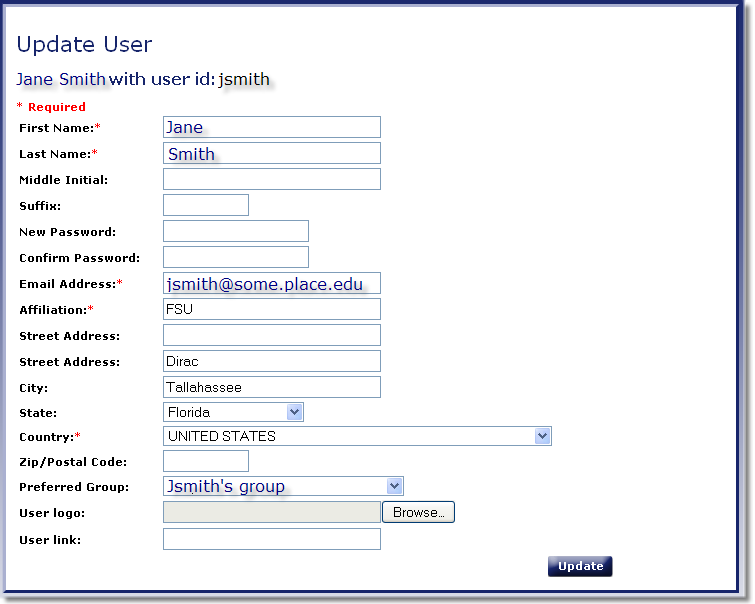 Update User
Jane Smith with user id: jsmith
* Required
First Name:* Jane
Last Name:* Smith
Middle Initial:
Suffix:
New Password:
Confirm Password:
Email Address:* jsmith@some.place.edu
Affiliation:* FSU
Street Address:
Street Address: Dirac
City: Tallahassee
State: Florida
Country:* UNITED STATES
Zip/Postal Code:
Preferred Group: Jsmith's group
User logo: Browse...
User link:
Update